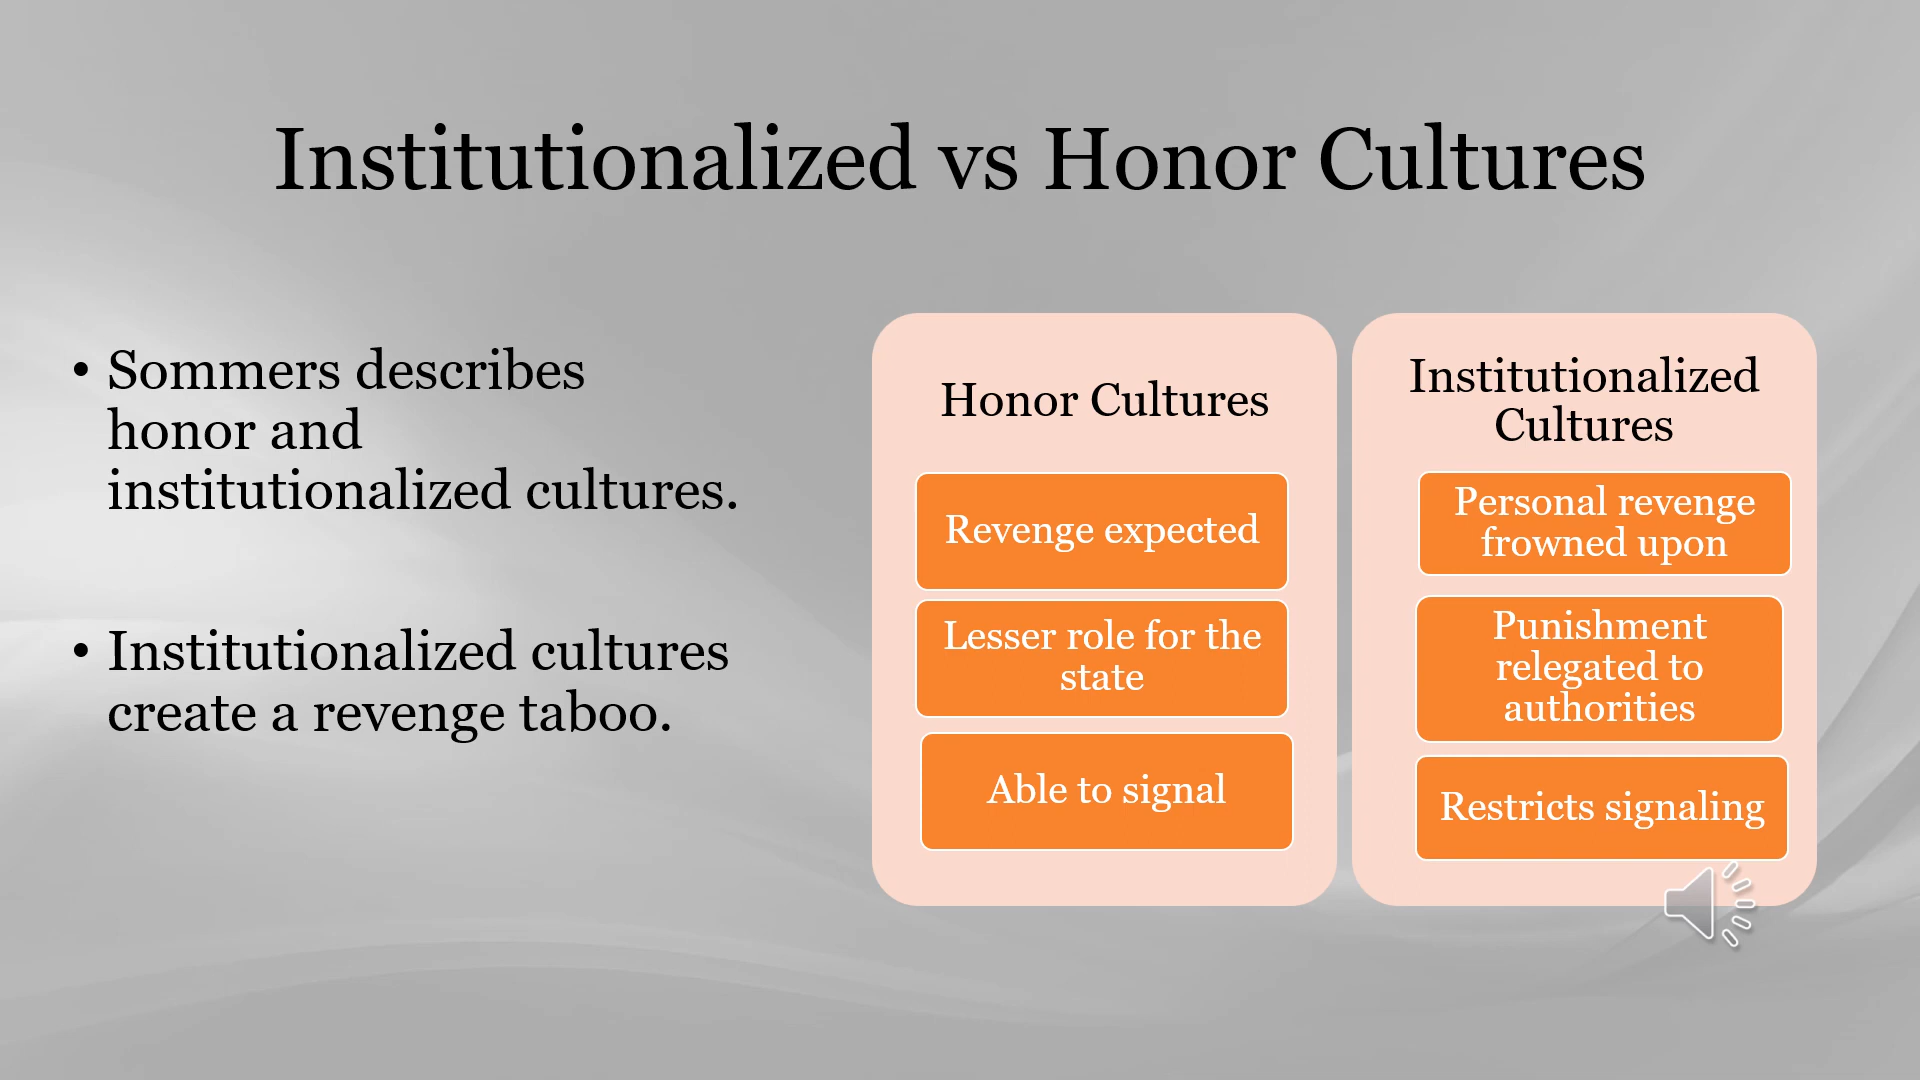 Institutionalized vs Honor Cultures
• Sommers describes
honor and
institutionalized cultures.
• Institutionalized cultures
create a revenge taboo.
Honor Cultures
Revenge expected
Lesser role for the
state
Able to signal
Institutionalized
Cultures
Personal revenge
frowned upon
Punishment
relegated to
authorities
Restricts signaling